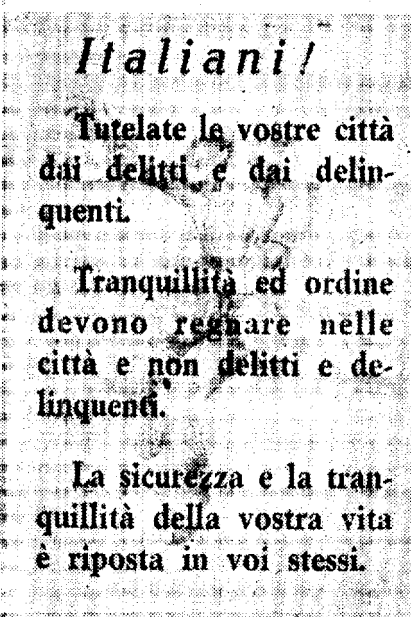 Italiani!
Tutelate le vostre città
dai delitti e dai delin-
quenti.
Tranquillità ed ordine
devono regnare nelle
città e non delitti e de-
linquenti.
La sicurezza e la tran-
quillità della vostra vita
è riposta in voi stessi.